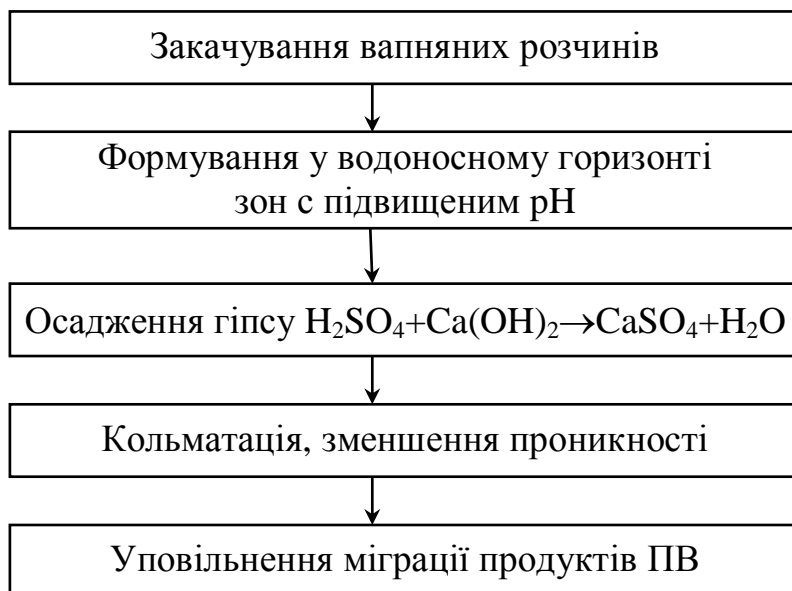 Закачування вапняних розчинів
Формування у водоносному горизонті
зон с підвищеним рН
Осадження гіпсу H₂SO₄+Ca(OH)₂→CaSO₄+H₂O
Кольматація, зменшення проникності
Уповільнення міграції продуктів ПВ